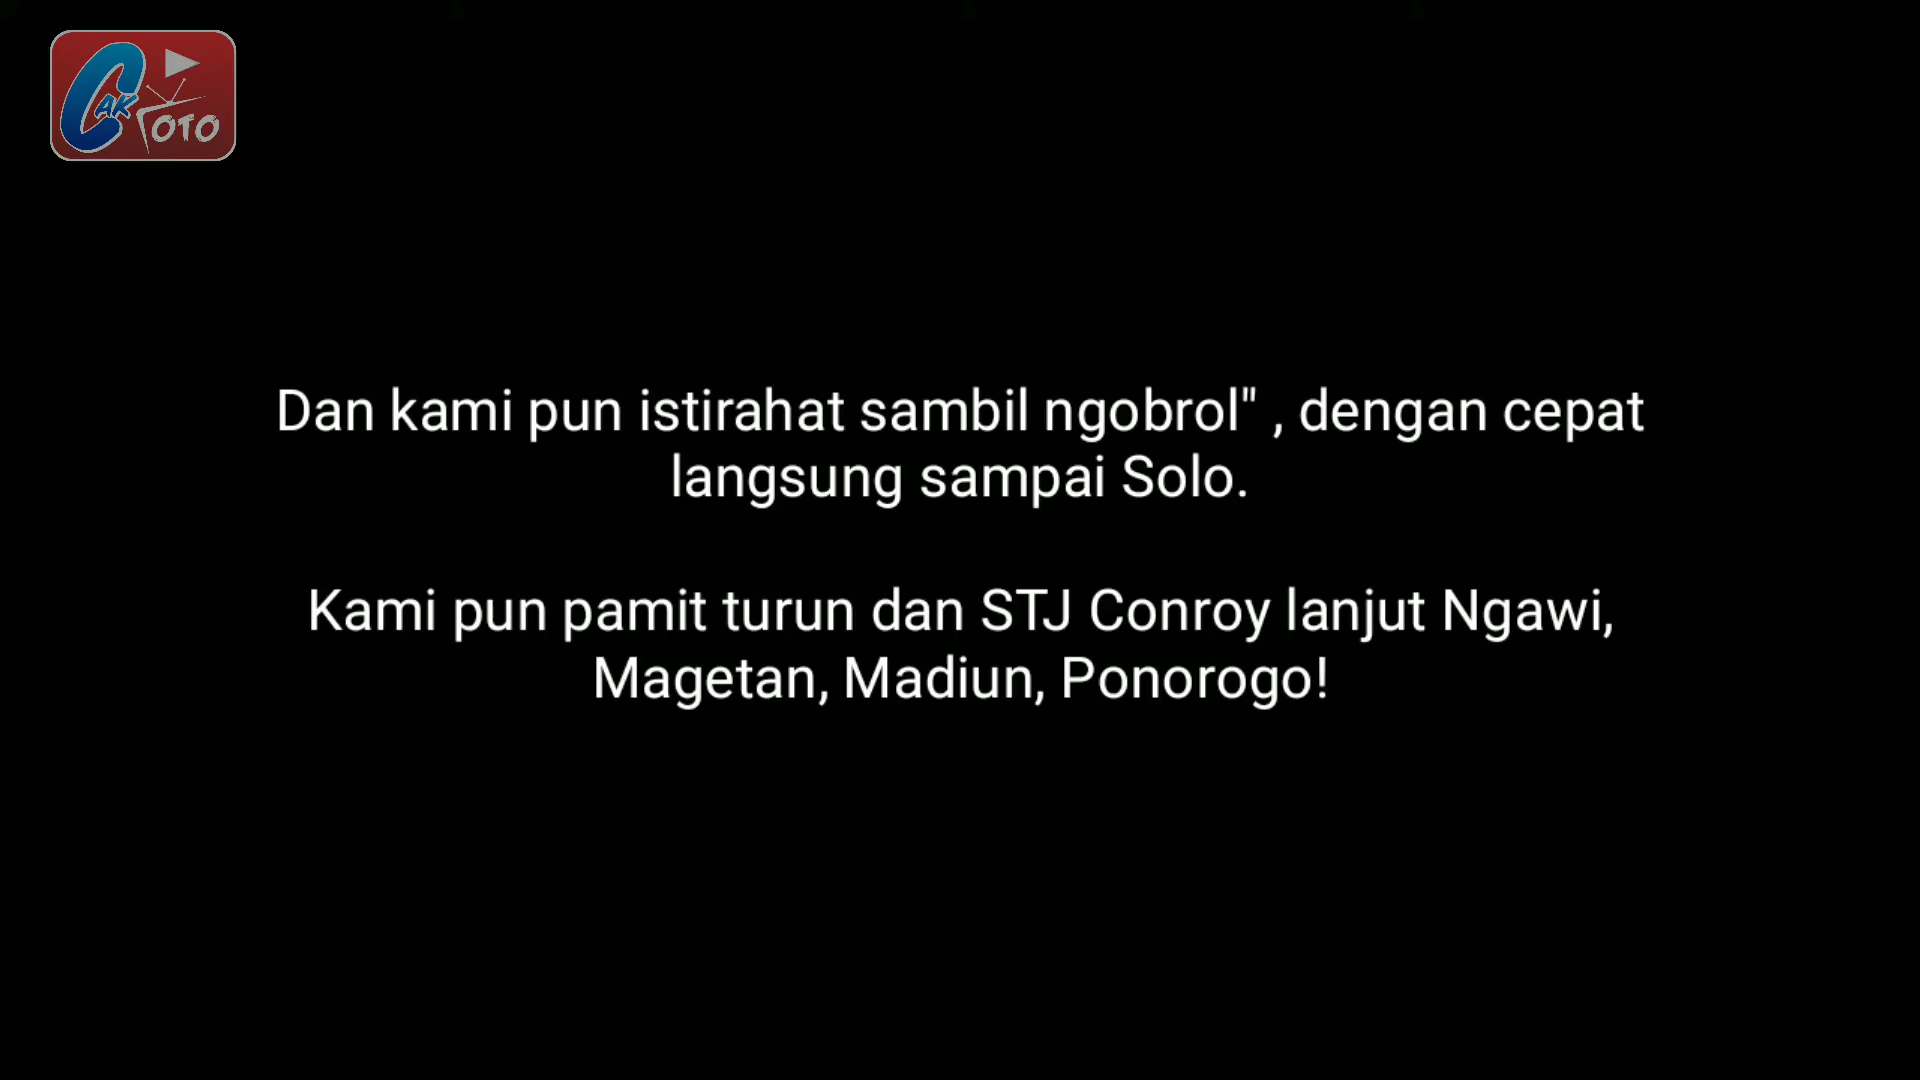 CAK TOTO
Dan kami pun istirahat sambil ngobrol" , dengan cepat
langsung sampai Solo.
Kami pun pamit turun dan STJ Conroy lanjut Ngawi,
Magetan, Madiun, Ponorogo!